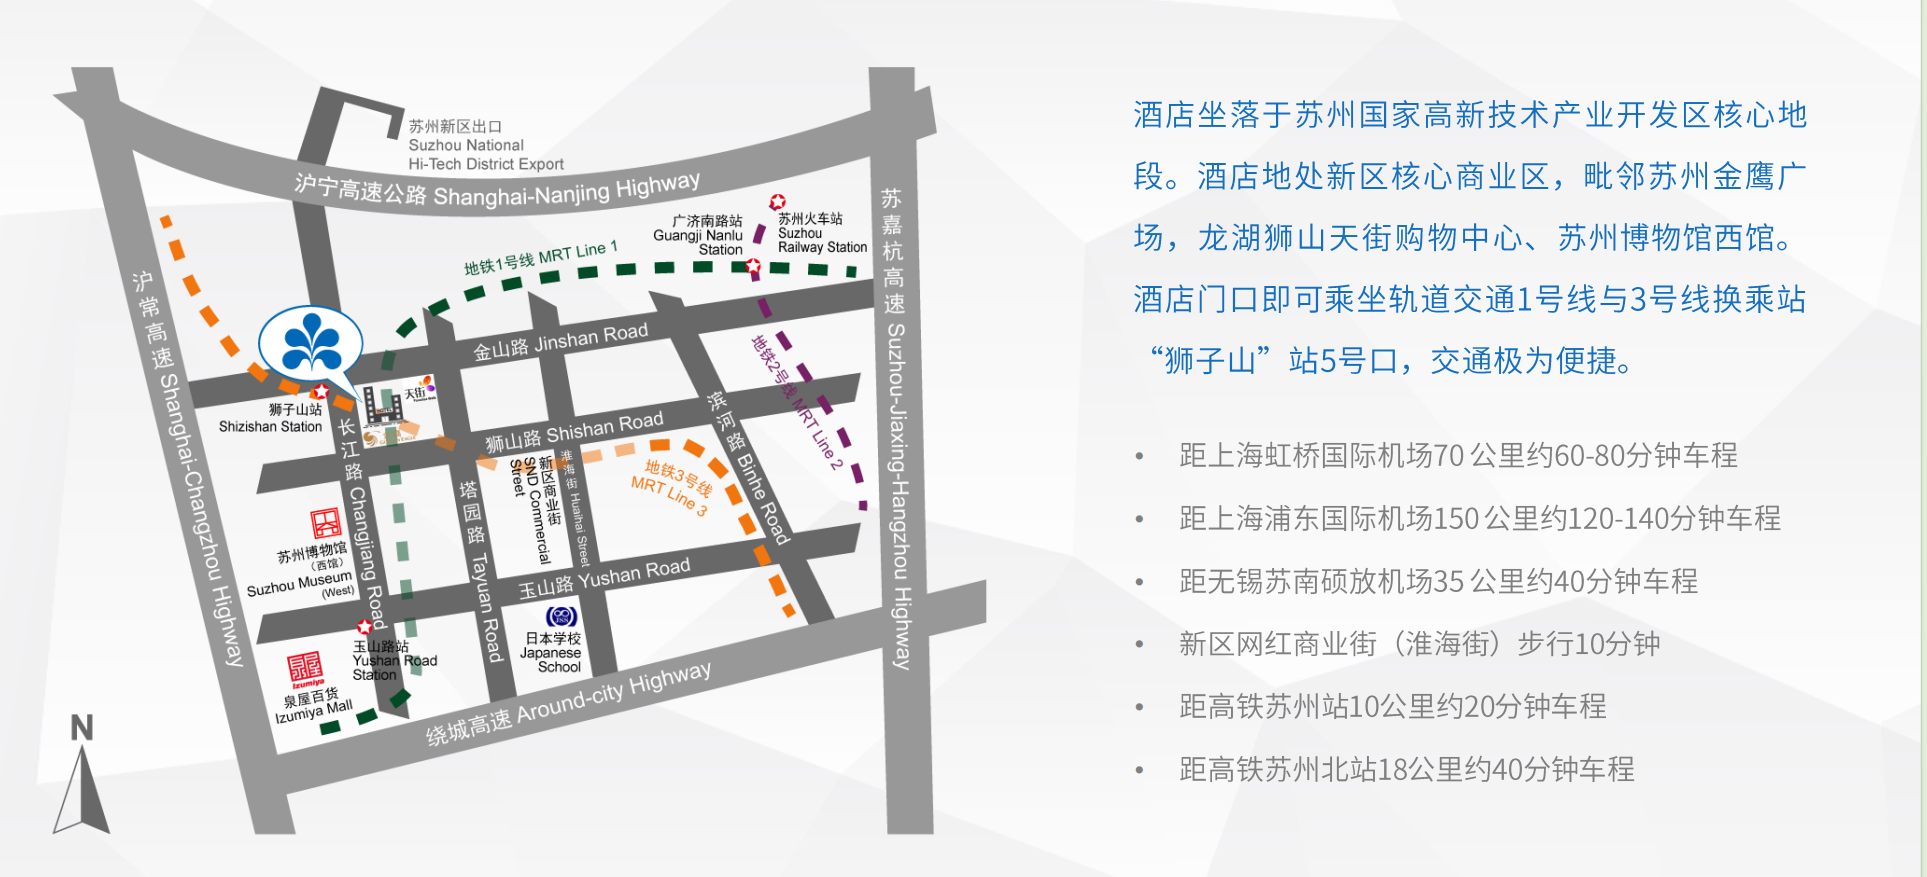 苏州新区出口
Suzhou National
Hi-Tech District Export
沪宁高速公路 Shanghai-Nanjing Highway
苏州火车站
Suzhou
Railway Station
广济南路站
Guangji Nanlu
Station
地铁1号线 MRT Line 1
沪常高速 Shanghai-Changzhou Highway
苏嘉杭高速 Suzhou-Jiaxing-Hangzhou Highway
金山路 Jinshan Road
地铁2号线 MRT Line 2
天街
狮子山站
Shizishan Station
长江路 Changjiang Road
狮山路 Shishan Road
滨河路 Binhe Road
新区商业街
SND Commercial
Street
淮海街 Huaihai Street
地铁3号线
MRT Line 3
塔园路 Tayuan Road
苏州博物馆
（西馆）
Suzhou Museum
(West)
玉山路 Yushan Road
日本学校
Japanese
School
玉山路站
Yushan Road
Station
Izumiya
泉屋百货
Izumiya Mall
绕城高速 Around-city Highway
N
酒店坐落于苏州国家高新技术产业开发区核心地
段。酒店地处新区核心商业区，毗邻苏州金鹰广
场，龙湖狮山天街购物中心、苏州博物馆西馆。
酒店门口即可乘坐轨道交通1号线与3号线换乘站
“狮子山”站5号口，交通极为便捷。
• 距上海虹桥国际机场70公里约60-80分钟车程
• 距上海浦东国际机场150公里约120-140分钟车程
• 距无锡苏南硕放机场35公里约40分钟车程
• 新区网红商业街（淮海街）步行10分钟
• 距高铁苏州站10公里约20分钟车程
• 距高铁苏州北站18公里约40分钟车程